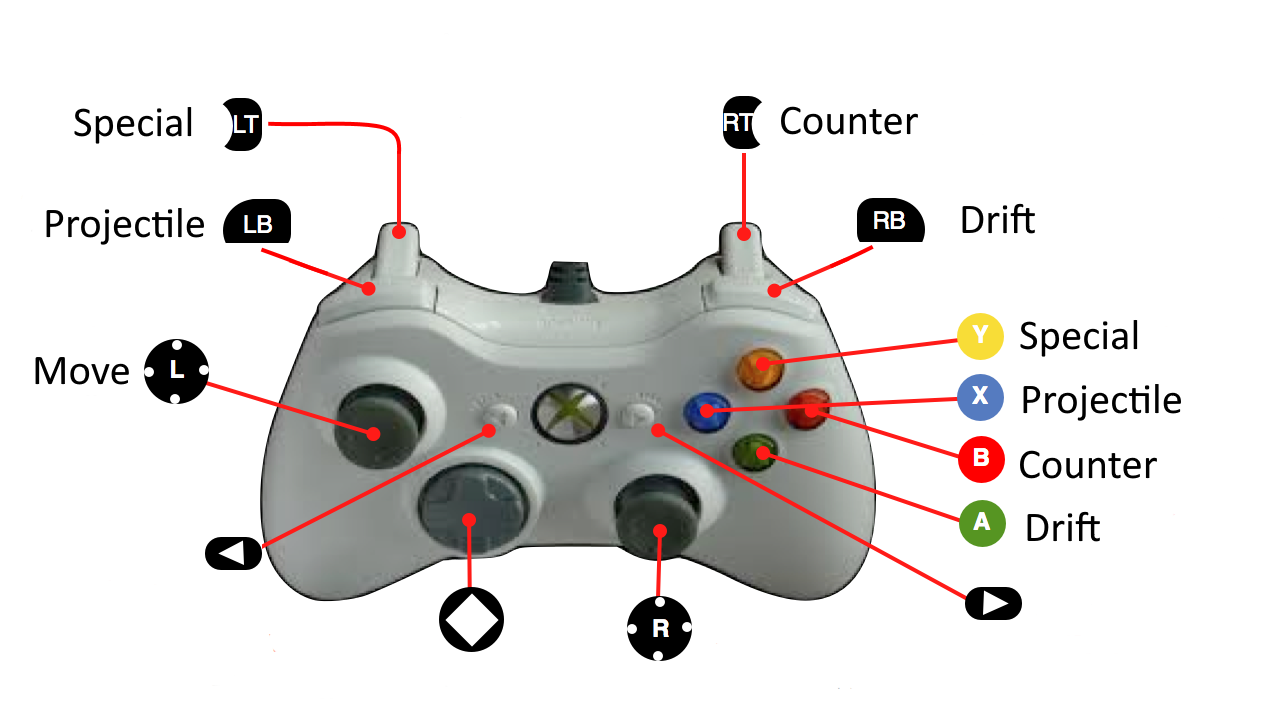 Special LT
RT Counter
Projectile LB
RB Drift
Y Special
Move L
X Projectile
B Counter
A Drift
R